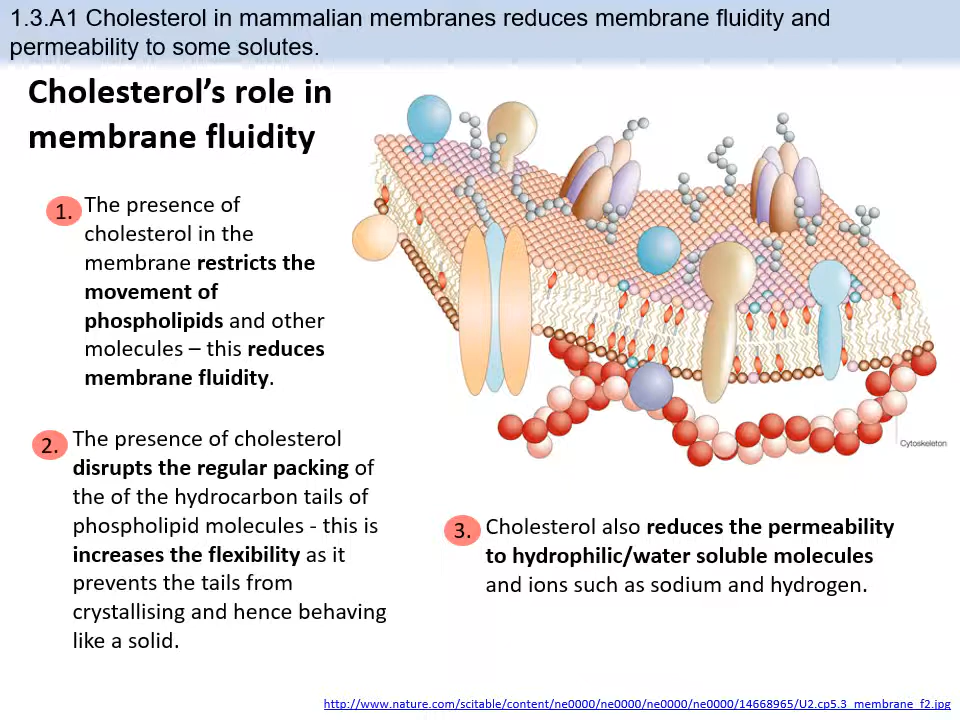 1.3.A1 Cholesterol in mammalian membranes reduces membrane fluidity and
permeability to some solutes.
Cholesterol’s role in
membrane fluidity
1. The presence of
cholesterol in the
membrane restricts the
movement of
phospholipids and other
molecules – this reduces
membrane fluidity.
2. The presence of cholesterol
disrupts the regular packing of
the of the hydrocarbon tails of
phospholipid molecules - this is
increases the flexibility as it
prevents the tails from
crystallising and hence behaving
like a solid.
Cytoskeleton
3. Cholesterol also reduces the permeability
to hydrophilic/water soluble molecules
and ions such as sodium and hydrogen.
http://www.nature.com/scitable/content/ne0000/ne0000/ne0000/ne0000/14668965/U2.cp5.3_membrane_f2.jpg